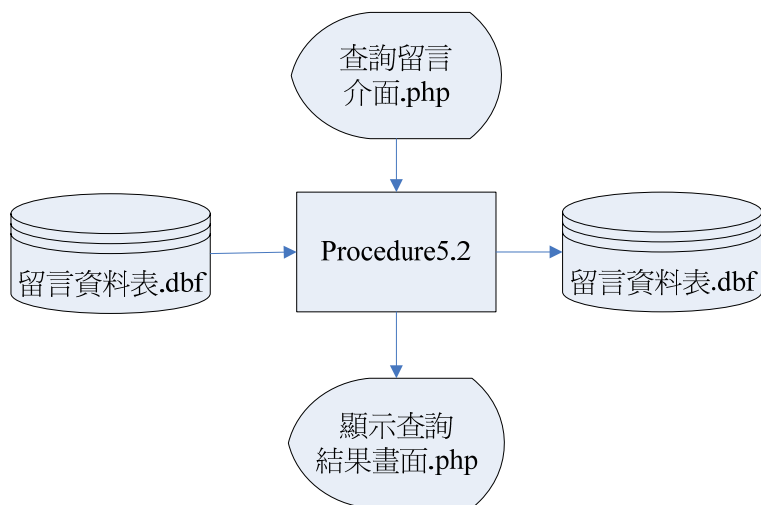 查詢留言
介面.php
留言資料表.dbf
Procedure5.2
留言資料表.dbf
顯示查詢
結果畫面.php